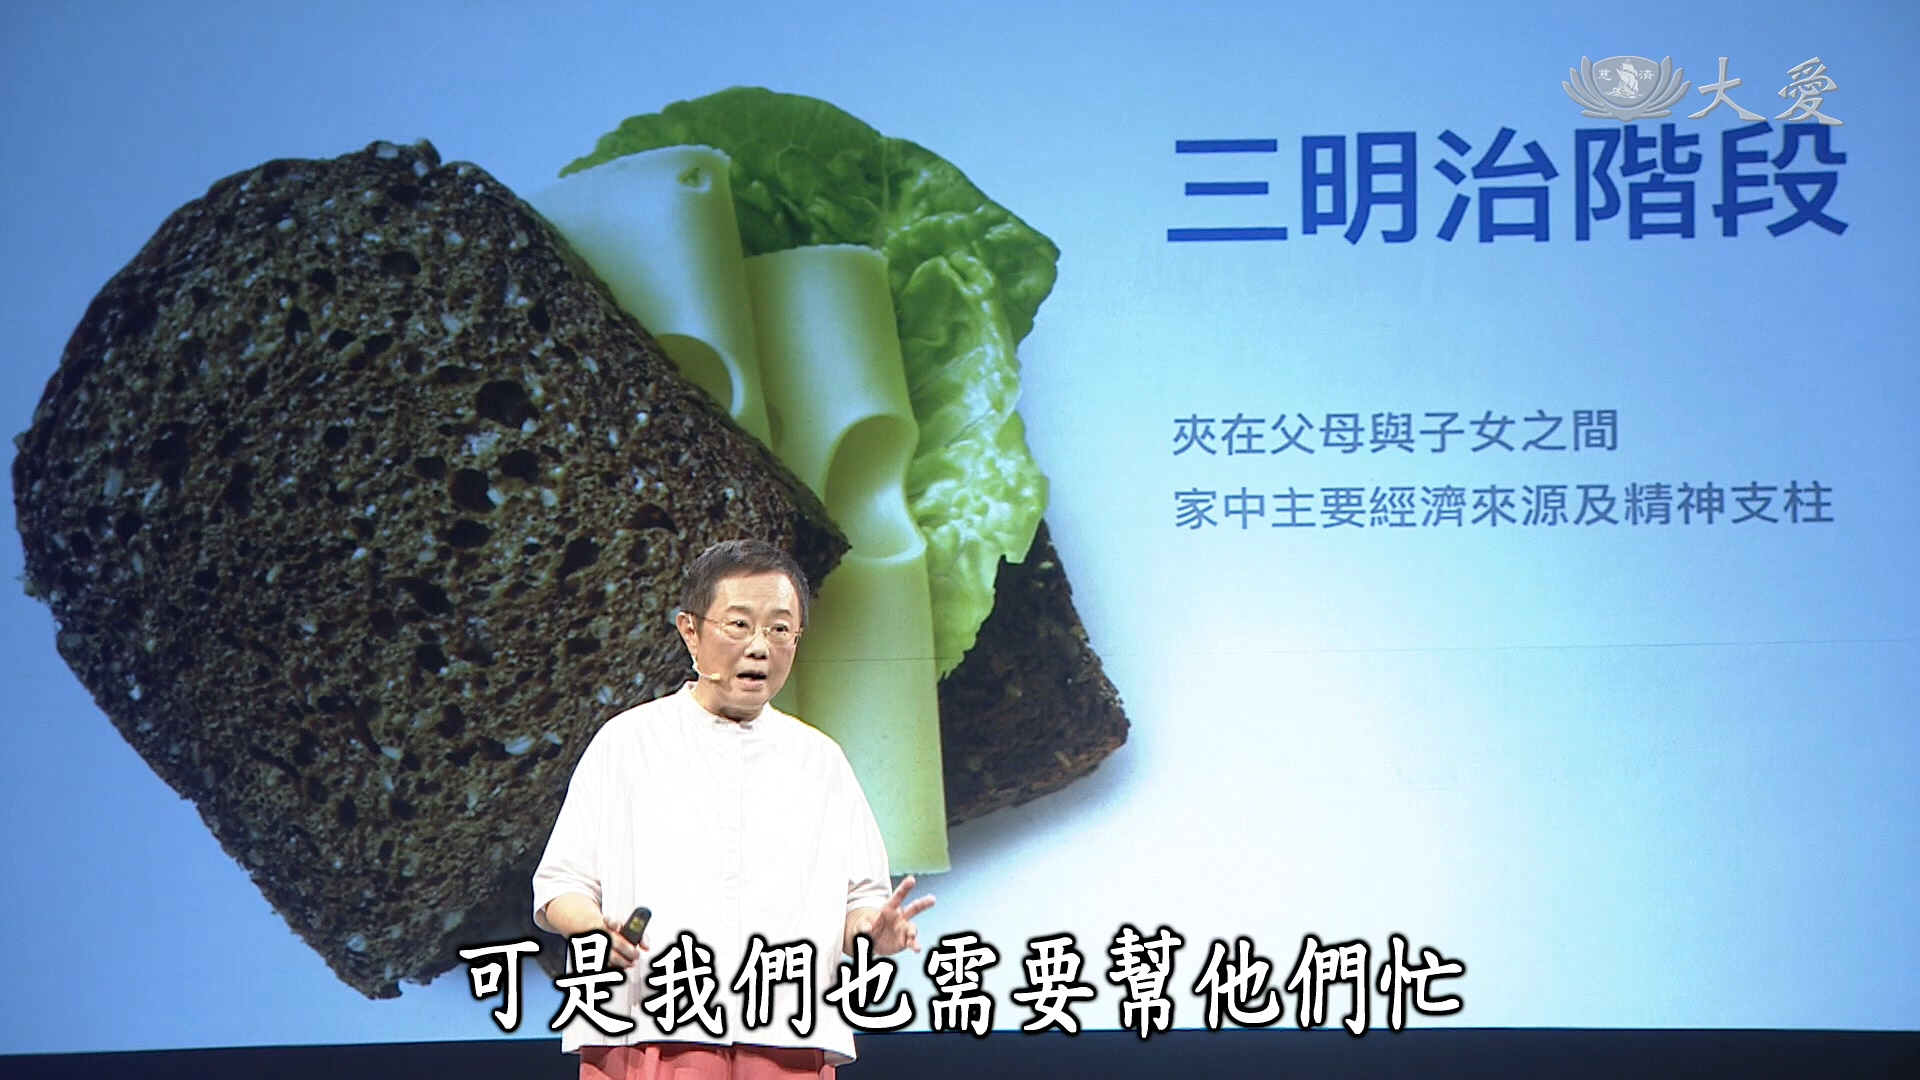 慈濟
大愛
三明治階段
夾在父母與子女之間
家中主要經濟來源及精神支柱
可是我們也需要幫他們忙